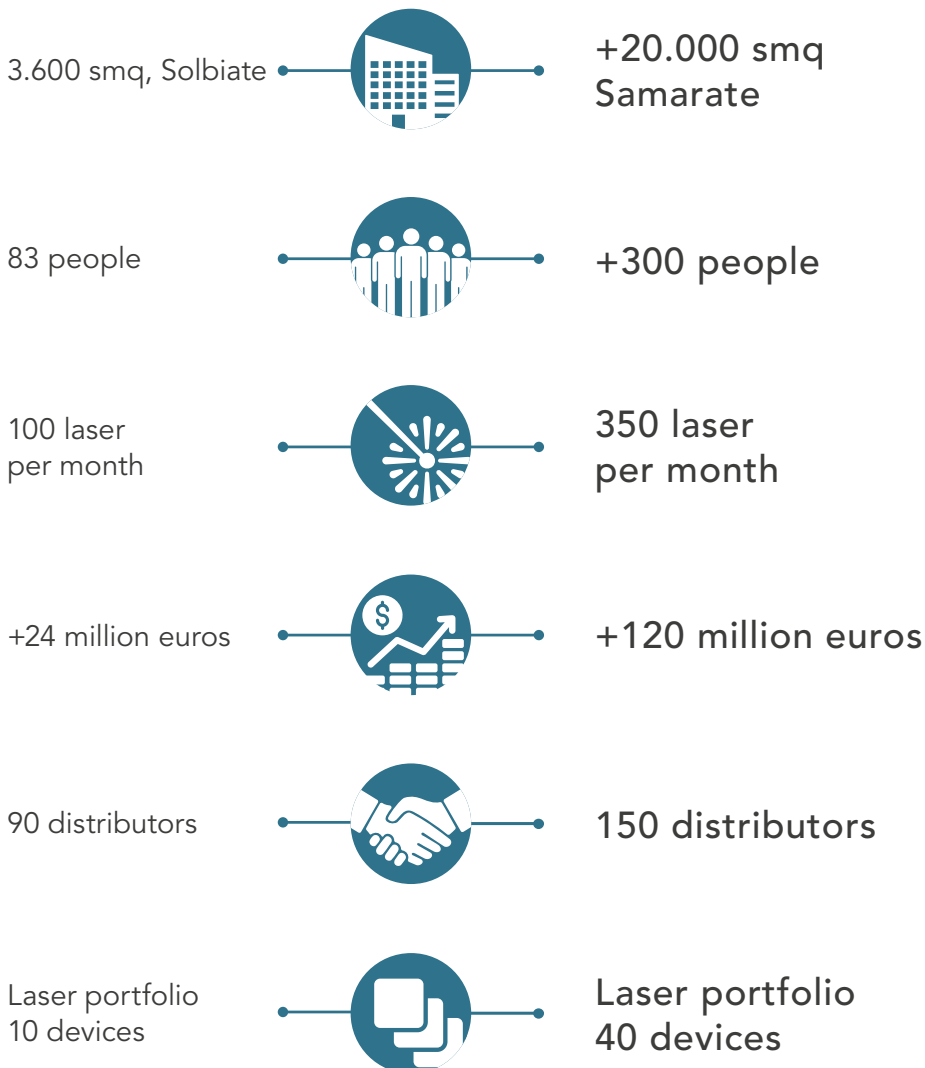 3.600 smq, Solbiate
+20.000 smq
Samarate
83 people
+300 people
100 laser
per month
350 laser
per month
$
+24 million euros
+120 million euros
90 distributors
150 distributors
Laser portfolio
10 devices
Laser portfolio
40 devices